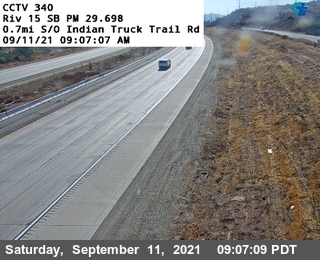 CCTV 340
Riv 15 SB PM 29.698
0.7mi S/O Indian Truck Trail Rd
09/11/21 09:07:07 AM
Saturday, September 11, 2021 09:07:09 PDT